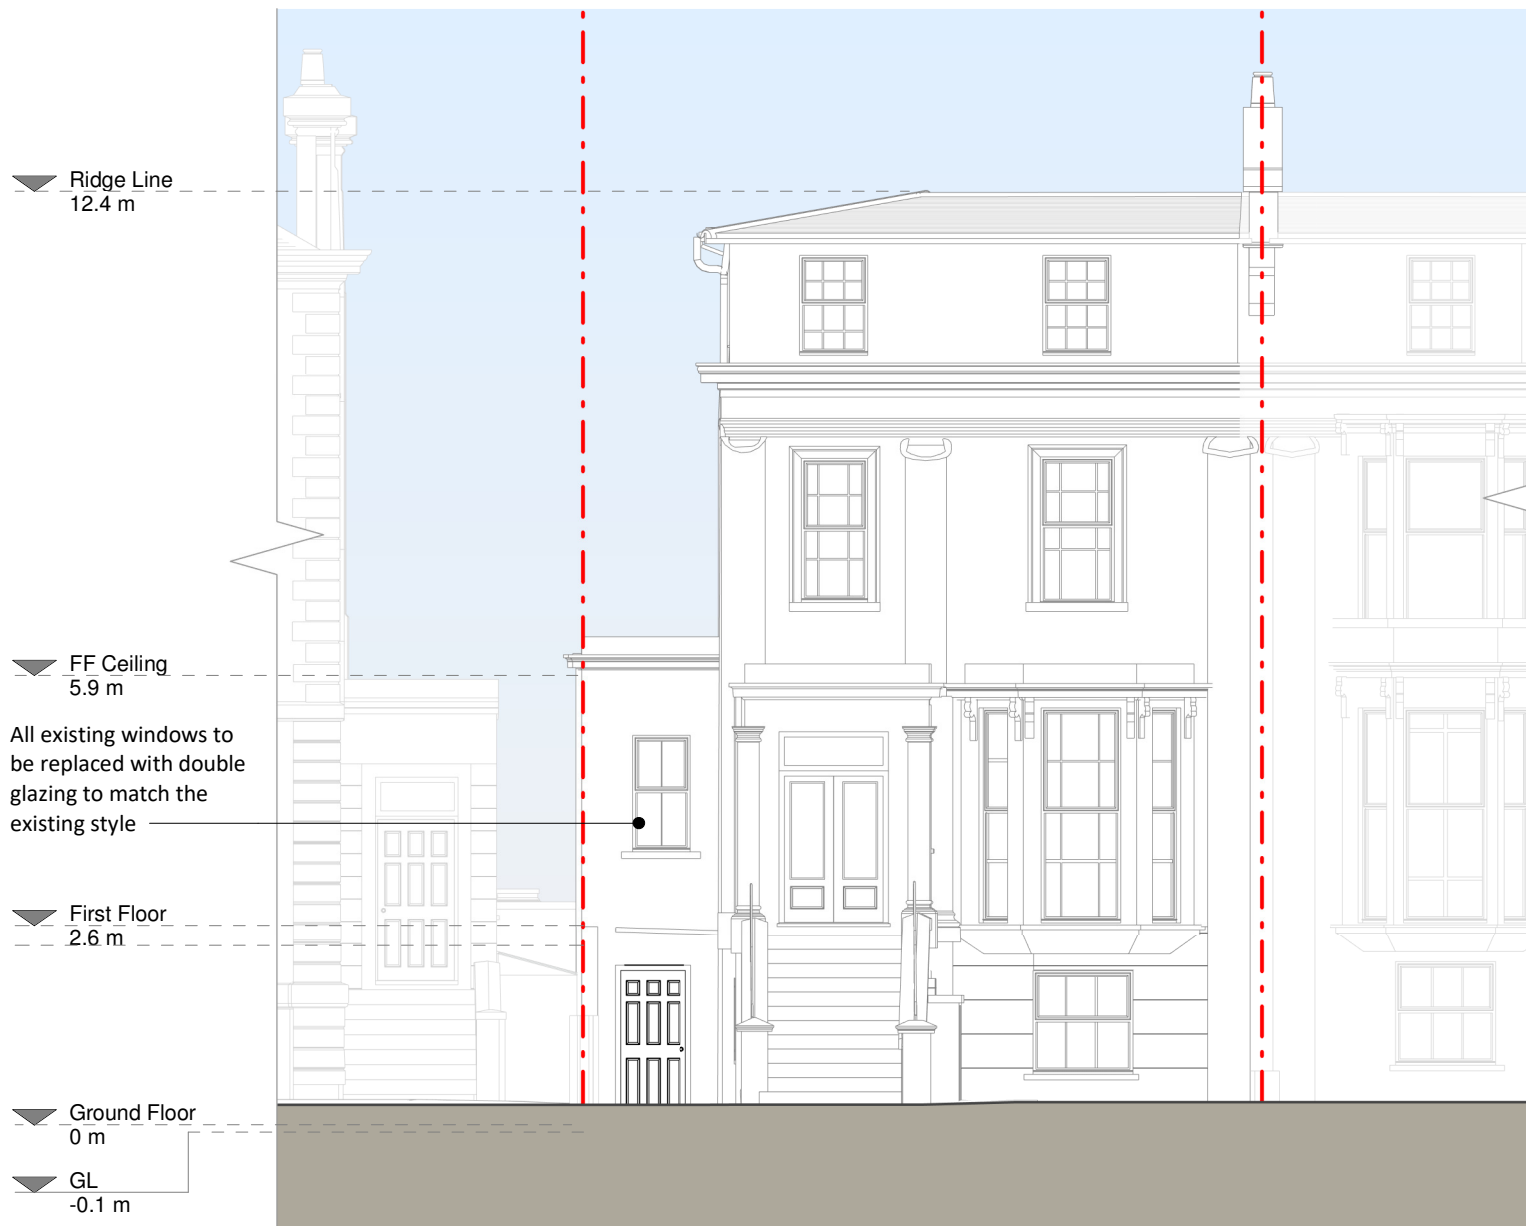 Ridge Line
12.4 m
FF Ceiling
5.9 m
All existing windows to
be replaced with double
glazing to match the
existing style
First Floor
2.6 m
Ground Floor
0 m
GL
-0.1 m